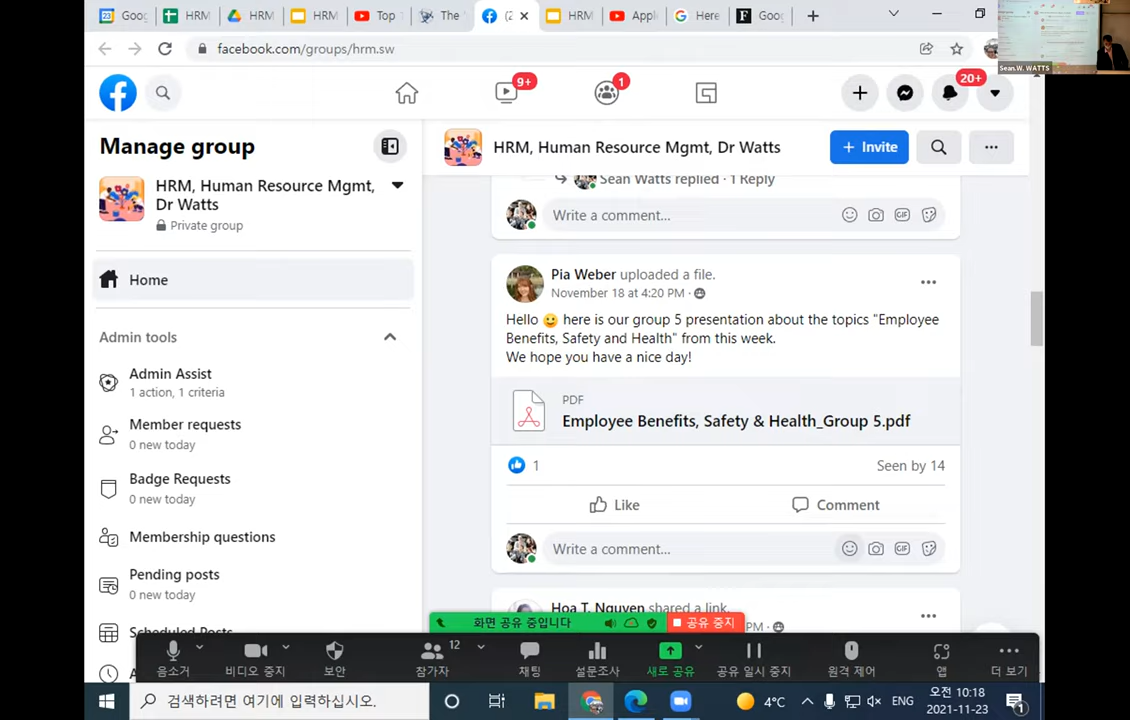 Goo
HRM
HRM
HRM
Top
The
(2
HRM
Apple
Here
Goo
facebook.com/groups/hrm.sw
Sean.W. WATTS
9+
1
20+
Manage group
HRM, Human Resource Mgmt,
Dr Watts
Private group
Home
Admin tools
Admin Assist
1 action, 1 criteria
Member requests
0 new today
Badge Requests
0 new today
Membership questions
Pending posts
0 new today
Scheduled Posts
HRM, Human Resource Mgmt, Dr Watts
+ Invite
Sean Watts replied · 1 Reply
Write a comment...
GIF
Pia Weber uploaded a file.
November 18 at 4:20 PM ·
Hello 🙂 here is our group 5 presentation about the topics "Employee
Benefits, Safety and Health" from this week.
We hope you have a nice day!
PDF
Employee Benefits, Safety & Health_Group 5.pdf
1
Seen by 14
Like
Comment
Write a comment...
GIF
Hoa T. Nguyen shared a link.
PM ·
화면 공유 중입니다
공유 중지
음소거
비디오 중지
보안
12
참가자
채팅
설문조사
새로 공유
공유 일시 중지
원격 제어
앱
더 보기
검색하려면 여기에 입력하십시오.
4°C
ENG
오전 10:18
2021-11-23
1